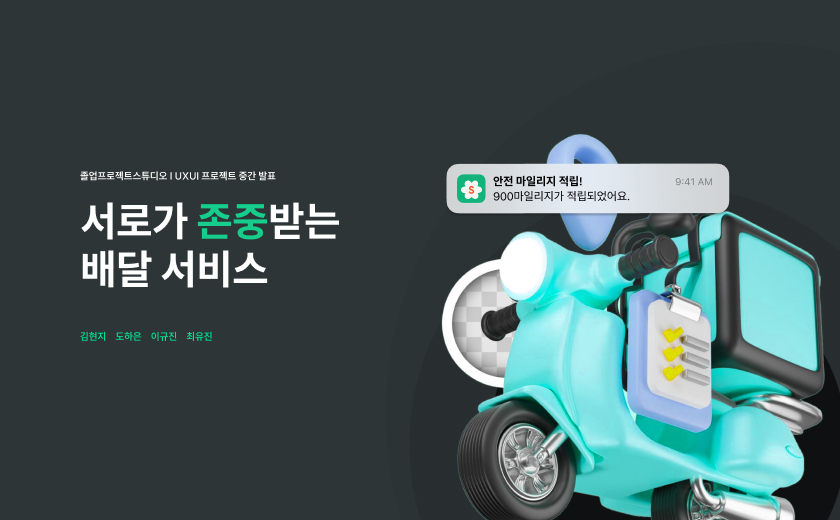 졸업프로젝트스튜디오 I UXUI 프로젝트 중간 발표
서로가 존중받는
배달 서비스
김현지 도하은 이규진 최유진
S
안전 마일리지 적립!
9:41 AM
900마일리지가 적립되었어요.